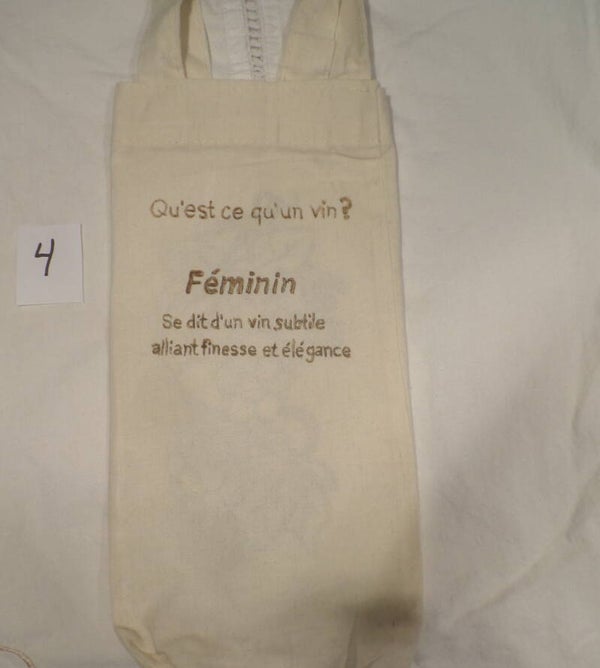 Qu'est ce qu'un vin?
4
Féminin
Se dit d'un vin subtile
alliant finesse et élégance